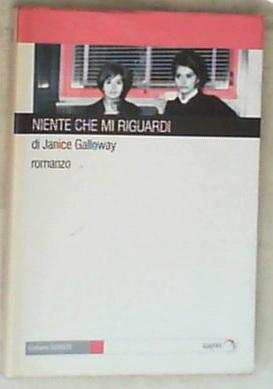 NIENTE CHE MI RIGUARDI
di Janice Galloway
romanzo